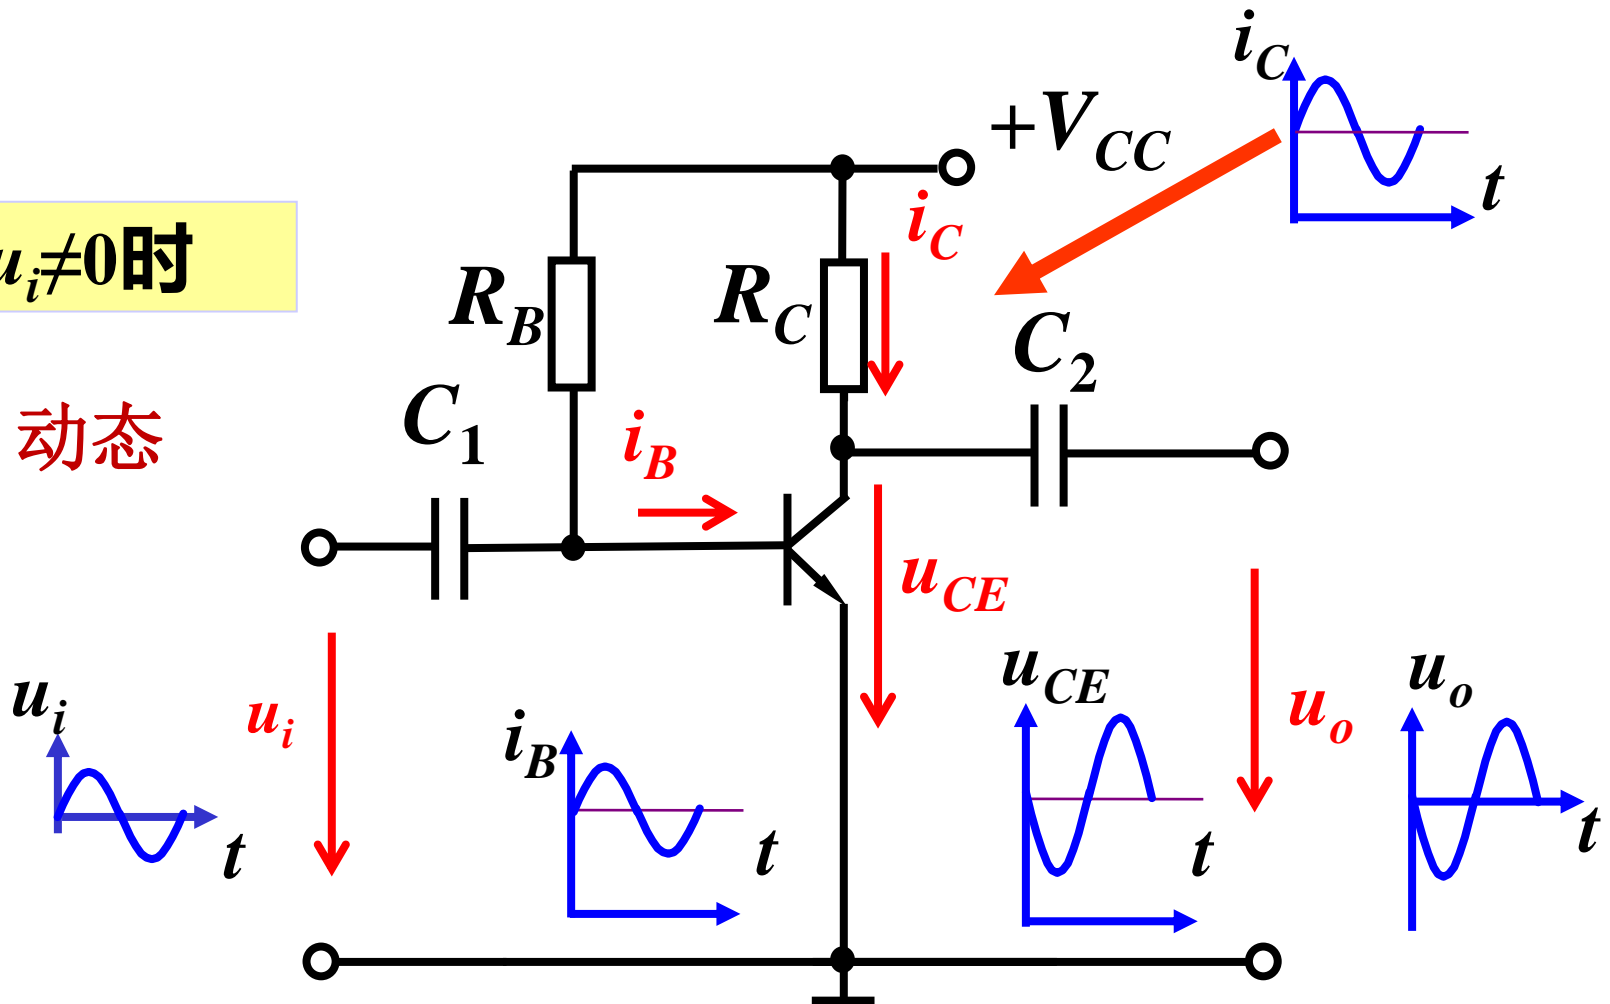 i_C
+V_CC
t
i_C
u_i≠0时
R_B
R_C
C_2
C_1
动态
i_B
u_CE
u_i
u_i
i_B
u_CE
u_o
u_o
t
t
t
t